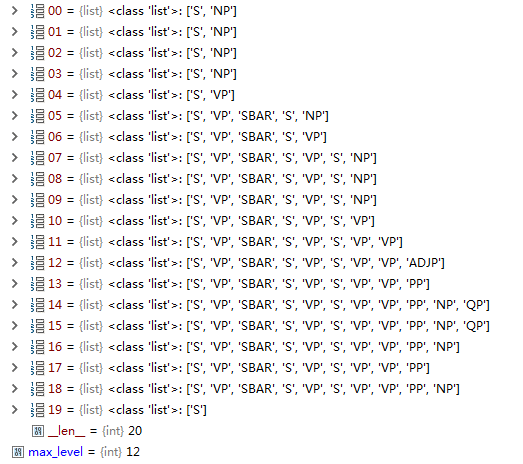 00 = {list} <class 'list'>: ['S', 'NP']
01 = {list} <class 'list'>: ['S', 'NP']
02 = {list} <class 'list'>: ['S', 'NP']
03 = {list} <class 'list'>: ['S', 'NP']
04 = {list} <class 'list'>: ['S', 'VP']
05 = {list} <class 'list'>: ['S', 'VP', 'SBAR', 'S', 'NP']
06 = {list} <class 'list'>: ['S', 'VP', 'SBAR', 'S', 'VP']
07 = {list} <class 'list'>: ['S', 'VP', 'SBAR', 'S', 'VP', 'S', 'NP']
08 = {list} <class 'list'>: ['S', 'VP', 'SBAR', 'S', 'VP', 'S', 'NP']
09 = {list} <class 'list'>: ['S', 'VP', 'SBAR', 'S', 'VP', 'S', 'NP']
10 = {list} <class 'list'>: ['S', 'VP', 'SBAR', 'S', 'VP', 'S', 'VP']
11 = {list} <class 'list'>: ['S', 'VP', 'SBAR', 'S', 'VP', 'S', 'VP', 'VP']
12 = {list} <class 'list'>: ['S', 'VP', 'SBAR', 'S', 'VP', 'S', 'VP', 'VP', 'ADJP']
13 = {list} <class 'list'>: ['S', 'VP', 'SBAR', 'S', 'VP', 'S', 'VP', 'VP', 'PP']
14 = {list} <class 'list'>: ['S', 'VP', 'SBAR', 'S', 'VP', 'S', 'VP', 'VP', 'PP', 'NP', 'QP']
15 = {list} <class 'list'>: ['S', 'VP', 'SBAR', 'S', 'VP', 'S', 'VP', 'VP', 'PP', 'NP', 'QP']
16 = {list} <class 'list'>: ['S', 'VP', 'SBAR', 'S', 'VP', 'S', 'VP', 'VP', 'PP', 'NP']
17 = {list} <class 'list'>: ['S', 'VP', 'SBAR', 'S', 'VP', 'S', 'VP', 'VP', 'PP']
18 = {list} <class 'list'>: ['S', 'VP', 'SBAR', 'S', 'VP', 'S', 'VP', 'VP', 'PP', 'NP']
19 = {list} <class 'list'>: ['S']
__len__ = {int} 20
max_level = {int} 12